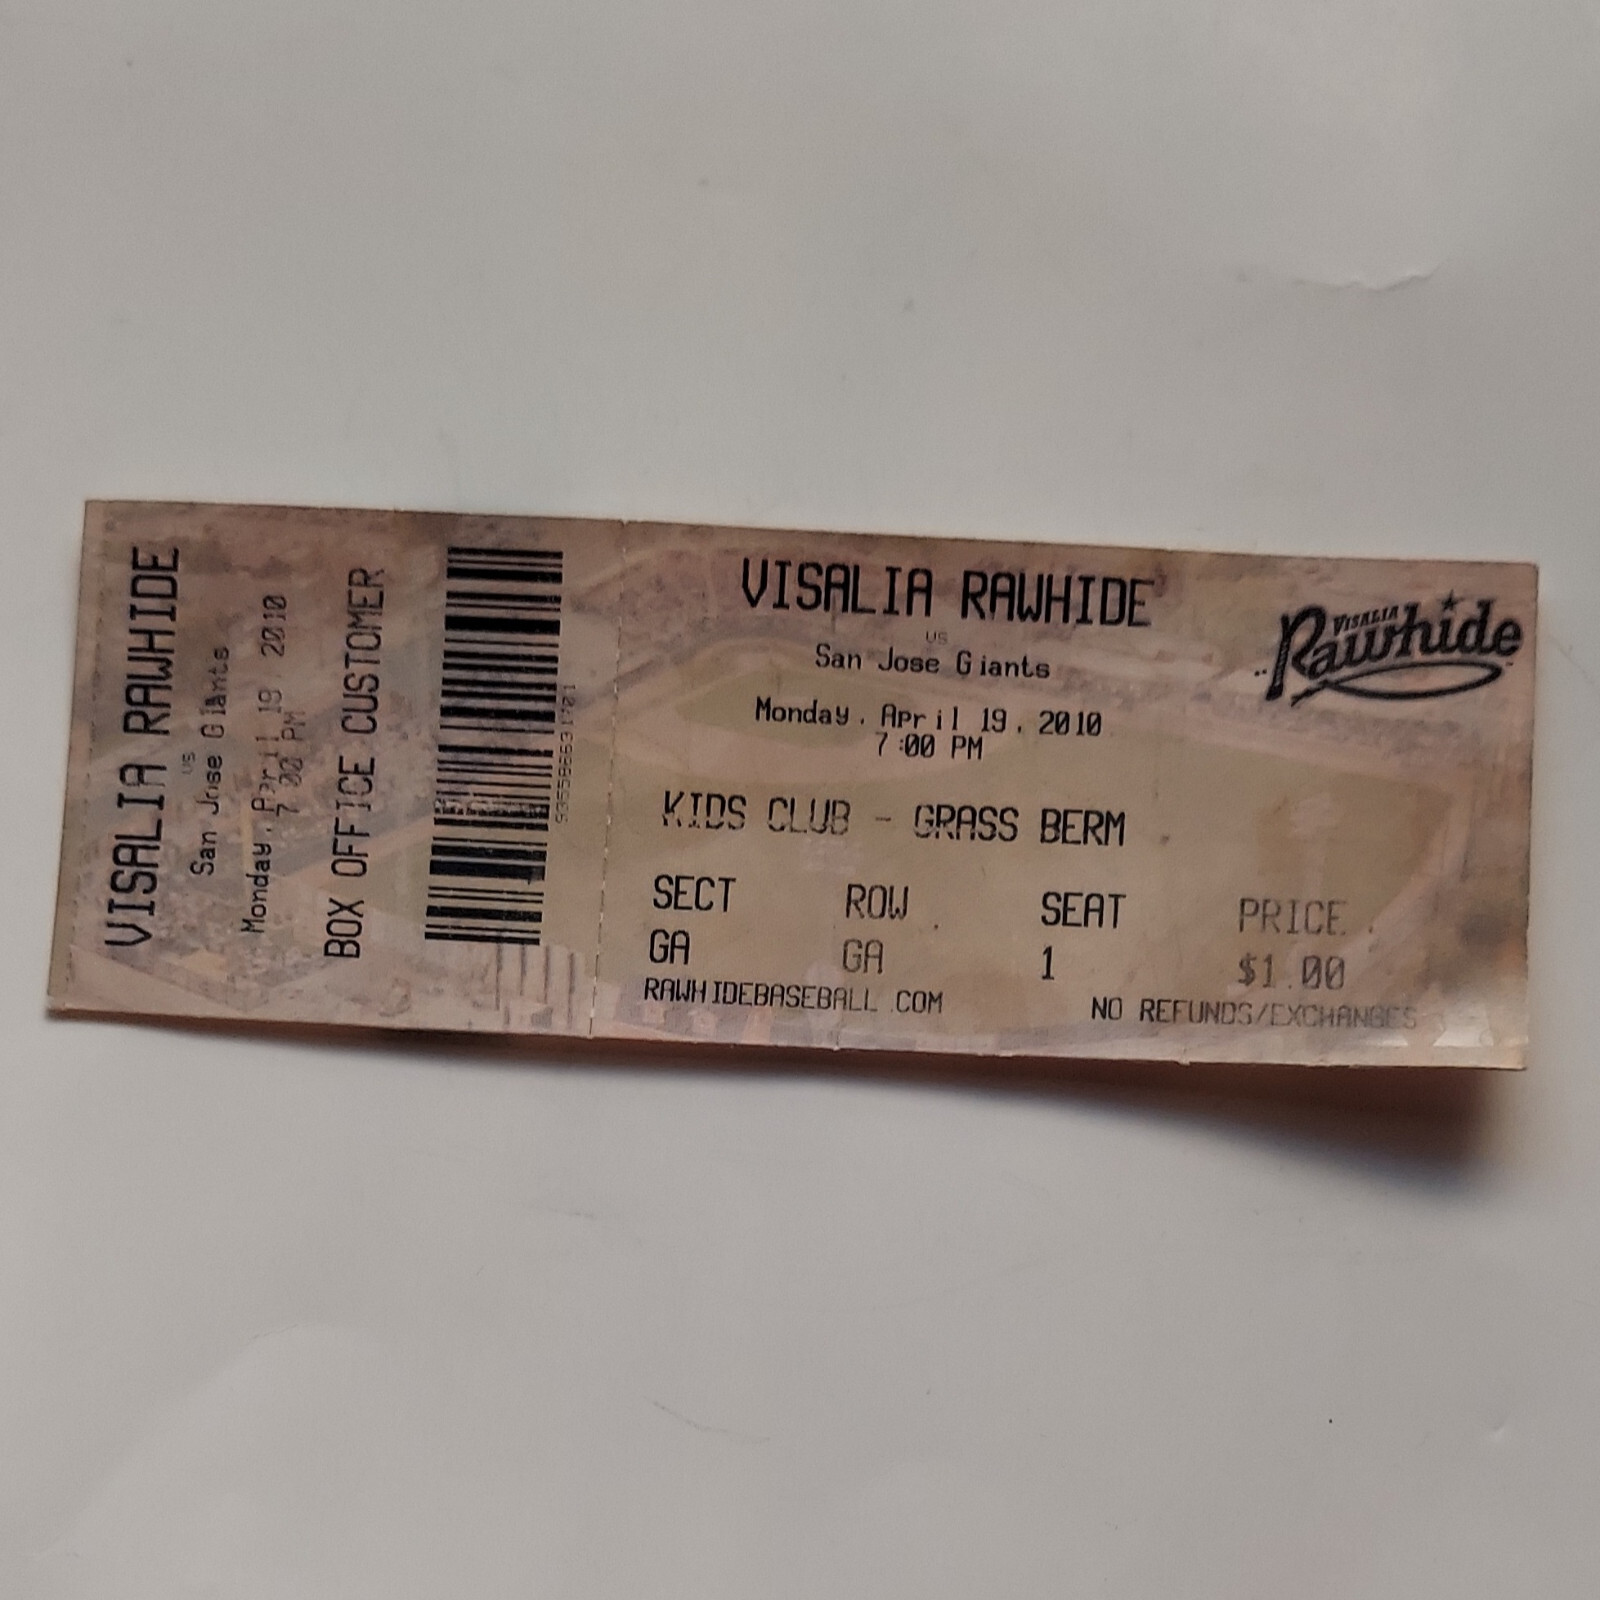 VISALIA RAWHIDE
vs
San Jose Giants
Monday, April 19, 2010
7:00 PM
BOX OFFICE CUSTOMER
VISALIA RAWHIDE
vs
San Jose Giants
Monday, April 19, 2010
7:00 PM
VISALIA
Rawhide
KIDS CLUB - GRASS BERM
SECT ROW SEAT PRICE
GA GA 1 $1.00
RAWHIDEBASEBALL.COM NO REFUNDS/EXCHANGES